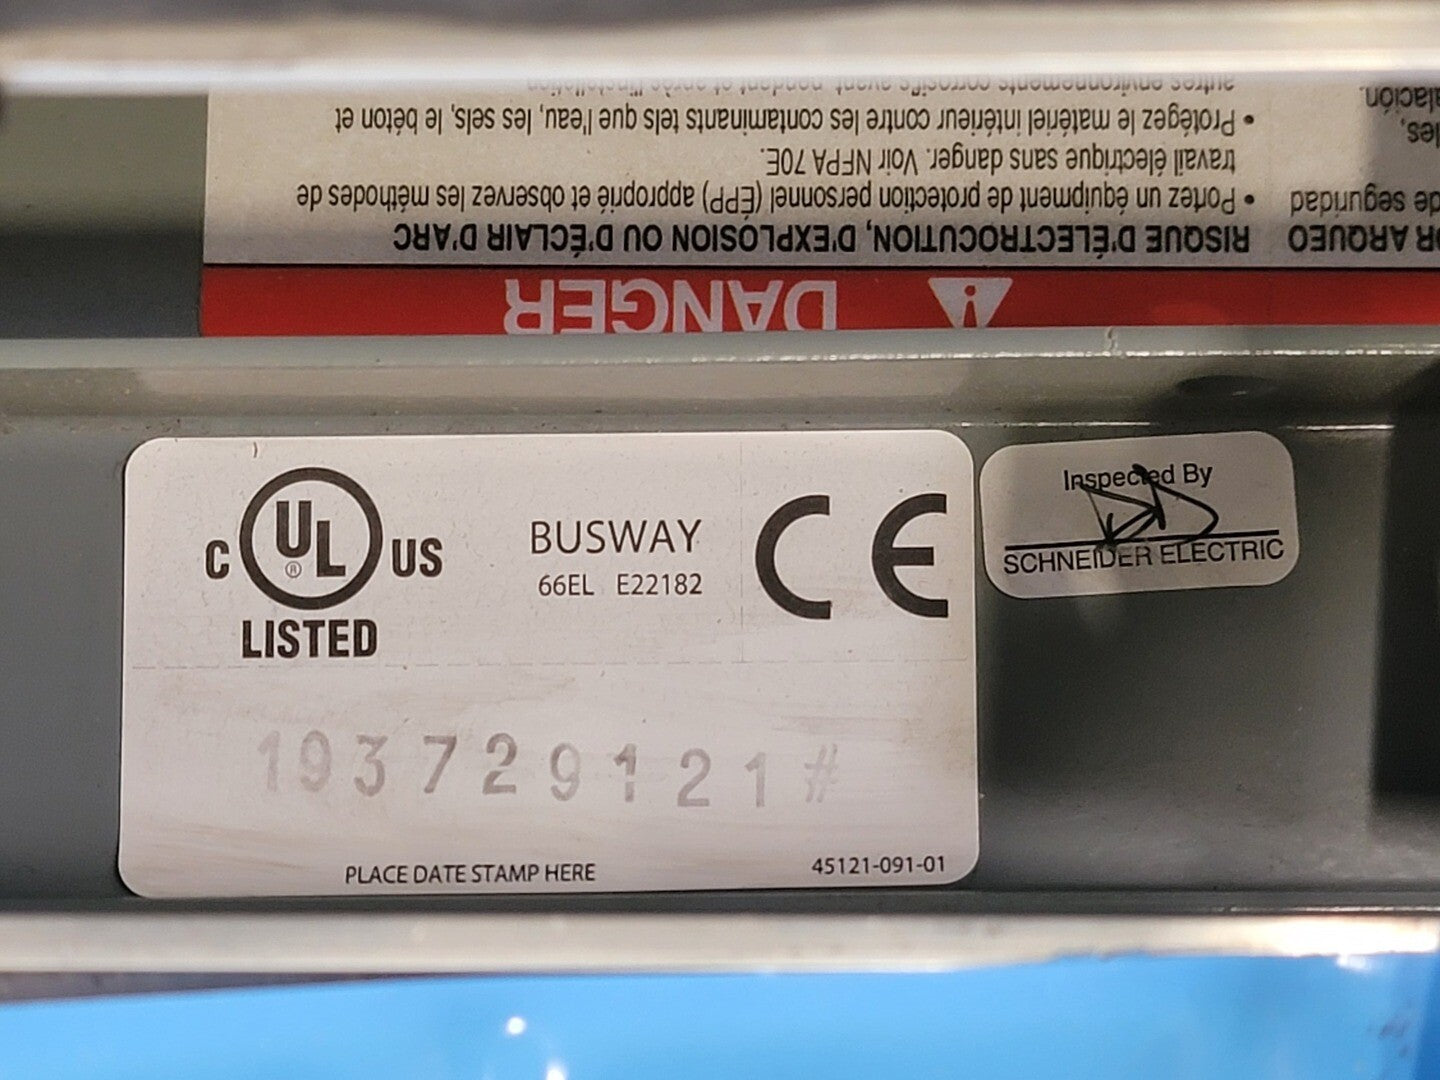 DANGER
RISQUE D'ÉLECTROCUTION, D'EXPLOSION OU D'ÉCLAIR D'ARC
• Portez un équipement de protection personnel (ÉPP) approprié et observez les méthodes de
travail électrique sans danger. Voir NFPA 70E.
• Protégez le matériel intérieur contre les contaminants tels que l'eau, les sels, le béton et
autres environnements corrosifs avant, pendant et après l'installation
ARQUEO
de seguridad
C UL ® US
LISTED
BUSWAY
66EL E22182
CE
193729121#
PLACE DATE STAMP HERE
45121-091-01
Inspected By
SCHNEIDER ELECTRIC